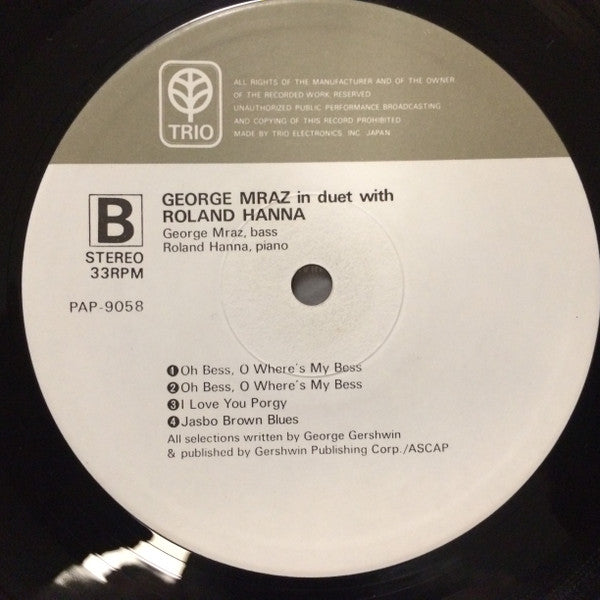 TRIO
ALL RIGHTS OF THE MANUFACTURER AND OF THE OWNER
OF THE RECORDED WORK RESERVED
UNAUTHORIZED PUBLIC PERFORMANCE BROADCASTING
AND COPYING OF THIS RECORD PROHIBITED
MADE BY TRIO ELECTRONICS, INC. JAPAN
B
STEREO
33RPM
PAP-9058
GEORGE MRAZ in duet with
ROLAND HANNA
George Mraz, bass
Roland Hanna, piano
❶Oh Bess, O Where's My Bess
❷Oh Bess, O Where's My Bess
❸I Love You Porgy
❹Jasbo Brown Blues
All selections written by George Gershwin
& published by Gershwin Publishing Corp./ASCAP